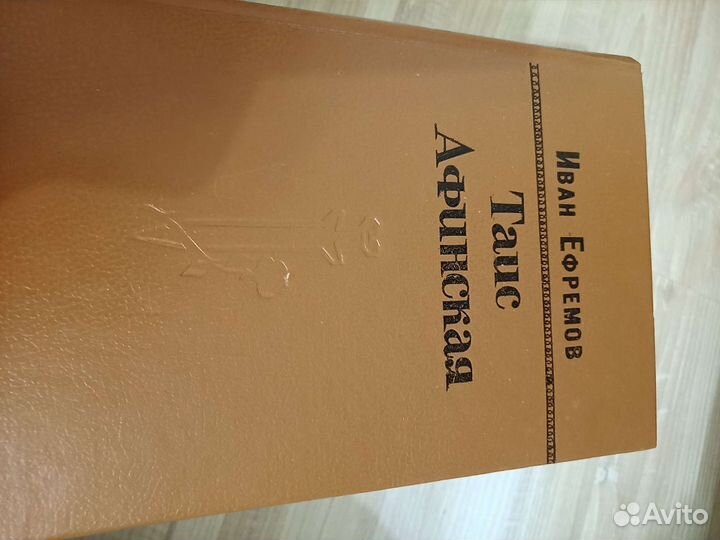 Иван Ефремов
Таис
Афинская
Avito